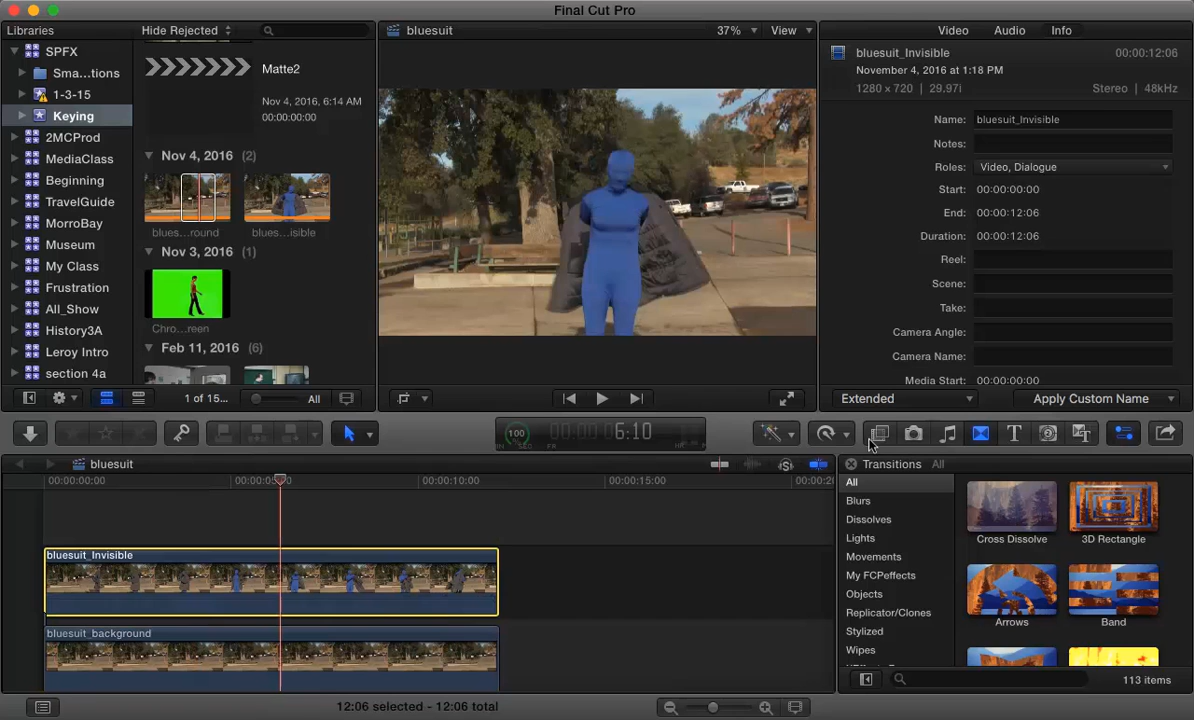 Final Cut Pro
Libraries
Hide Rejected
bluesuit
37%
View
Video
Audio
Info
SPFX
Sma...tions
1-3-15
Keying
2MCProd
MediaClass
Beginning
TravelGuide
MorroBay
Museum
My Class
Frustration
All_Show
History3A
Leroy Intro
section 4a
Matte2
Nov 4, 2016, 6:14 AM
00:00:00:00
Nov 4, 2016 (2)
blues...round
blues...isible
Nov 3, 2016 (1)
Chro...reen
Feb 11, 2016 (6)
1 of 15...
All
bluesuit_Invisible
00:00:12:06
November 4, 2016 at 1:18 PM
1280 x 720 | 29.97i
Stereo | 48kHz
Name: bluesuit_Invisible
Notes:
Roles: Video, Dialogue
Start: 00:00:00:00
End: 00:00:12:06
Duration: 00:00:12:06
Reel:
Scene:
Take:
Camera Angle:
Camera Name:
Media Start: 00:00:00:00
Extended
Apply Custom Name
100
6:10
HR
MIN
SEC
FR
T
bluesuit
00:00:00:00
00:00:05:00
00:00:10:00
00:00:15:00
bluesuit_Invisible
bluesuit_background
Transitions All
All
Blurs
Dissolves
Lights
Movements
My FCPeffects
Objects
Replicator/Clones
Stylized
Wipes
Cross Dissolve
3D Rectangle
Arrows
Band
113 items
12:06 selected - 12:06 total